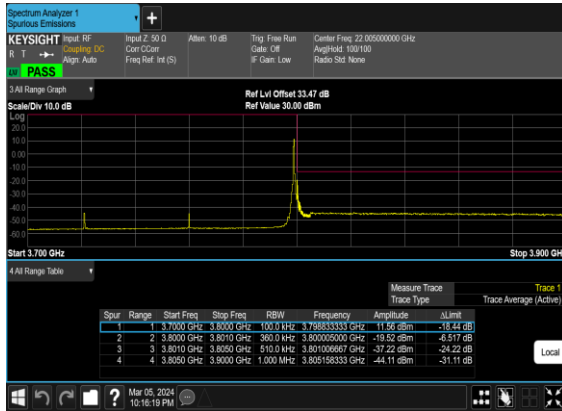 Spectrum Analyzer 1
Spurious Emissions
+
KEYSIGHT Input: RF Input Z: 50 Ω Atten: 10 dB Trig: Free Run Center Freq: 22.005000000 GHz
R T Coupling: DC Corr CCorr Gate: Off Avg|Hold: 100/100
Align: Auto Freq Ref: Int (S) IF Gain: Low Radio Std: None
LW PASS
3 All Range Graph
Ref Lvl Offset 33.47 dB
Scale/Div 10.0 dB Ref Value 30.00 dBm
Log
20.0
10.0
0.00
-10.0
-20.0
-30.0
-40.0
-50.0
-60.0
Start 3.700 GHz Stop 3.900 GHz
4 All Range Table
Measure Trace Trace 1
Trace Type Trace Average (Active)
Spur Range Start Freq Stop Freq RBW Frequency Amplitude ΔLimit
1 1 3.7000 GHz 3.8000 GHz 100.0 kHz 3.798833333 GHz 11.56 dBm -18.44 dB
2 2 3.8000 GHz 3.8010 GHz 360.0 kHz 3.800005000 GHz -19.52 dBm -6.517 dB
3 3 3.8010 GHz 3.8050 GHz 510.0 kHz 3.801006667 GHz -37.22 dBm -24.22 dB
4 4 3.8050 GHz 3.9000 GHz 1.000 MHz 3.805158333 GHz -44.11 dBm -31.11 dB
Local
? Mar 05, 2024
10:16:19 PM